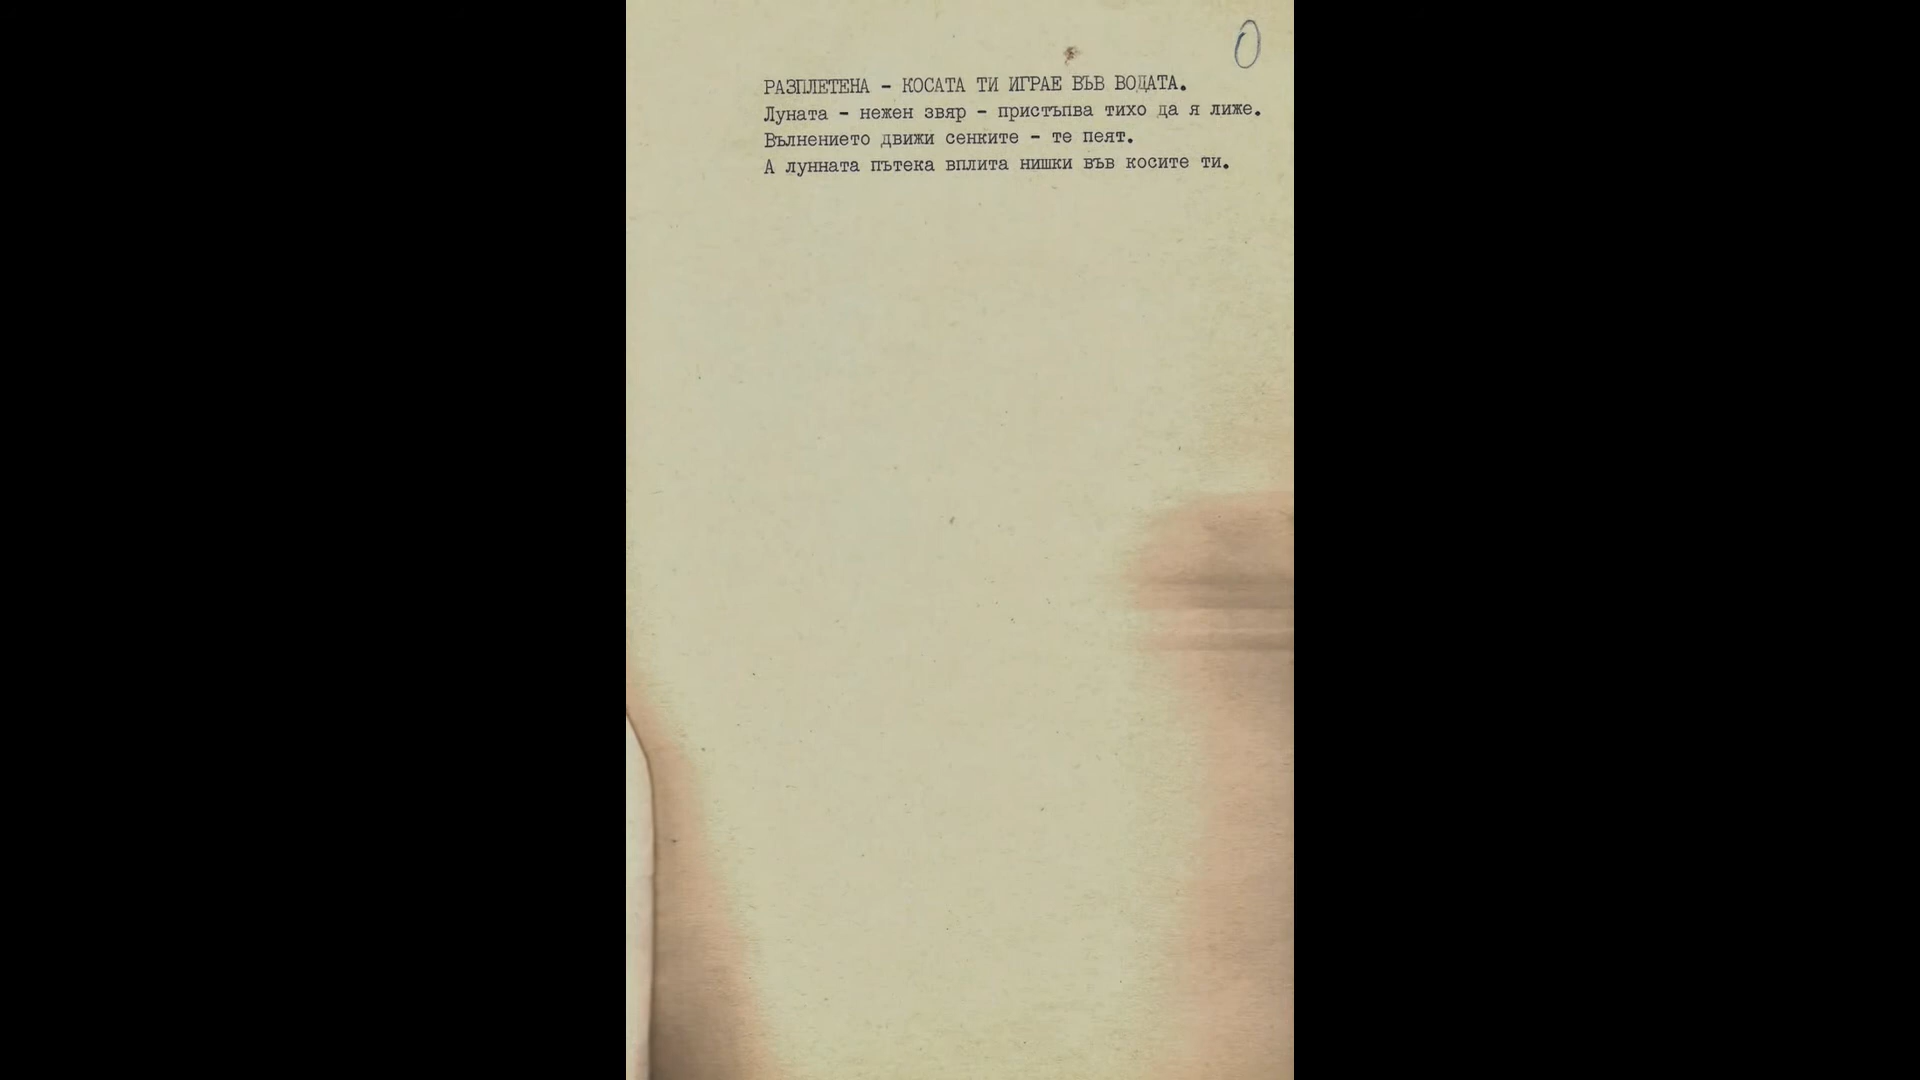 0
РАЗПЛЕТЕНА - КОСАТА ТИ ИГРАЕ ВЪВ ВОДАТА.
Луната - нежен звяр - пристъпва тихо да я лиже.
Вълнението движи сенките - те пеят.
А лунната пътека вплита нишки във косите ти.